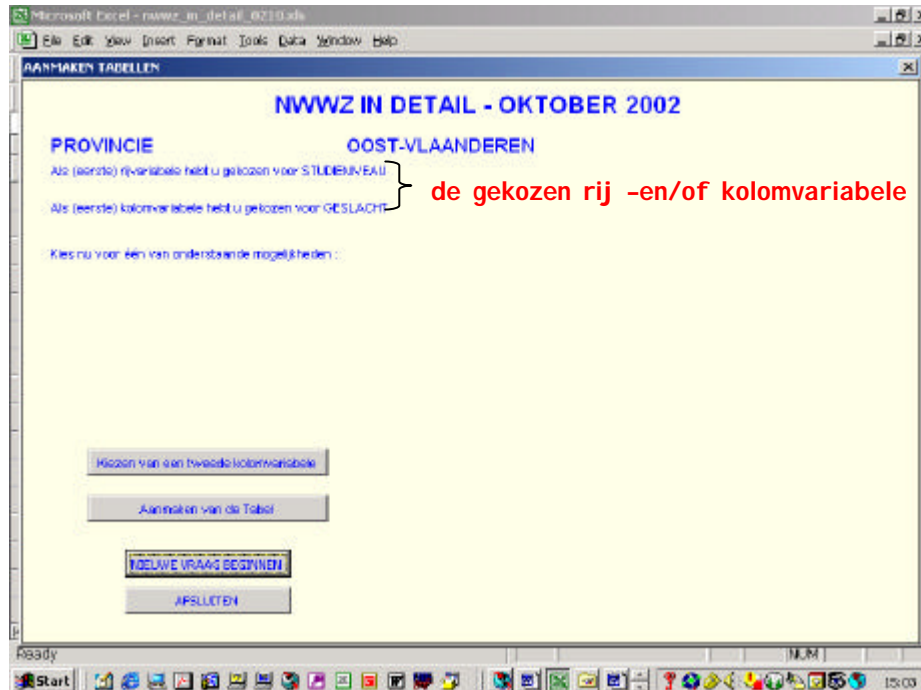 Microsoft Excel - nwwz_in_detail_0210.xls
File Edit View Insert Format Tools Data Window Help
AANMAKEN TABELLEN
NWWZ IN DETAIL - OKTOBER 2002
PROVINCIE OOST-VLAANDEREN
Als (eerste) rijvariabele hebt u gekozen voor STUDIENIVEAU
de gekozen rij -en/of kolomvariabele
Als (eerste) kolomvariabele hebt u gekozen voor GESLACHT
Kies nu voor één van onderstaande mogelijkheden :
Kiezen van een tweede kolomvariabele
Aanmaken van de Tabel
NIEUWE VRAAG BEGINNEN
AFSLUITEN
Ready NUM
Start 15:03